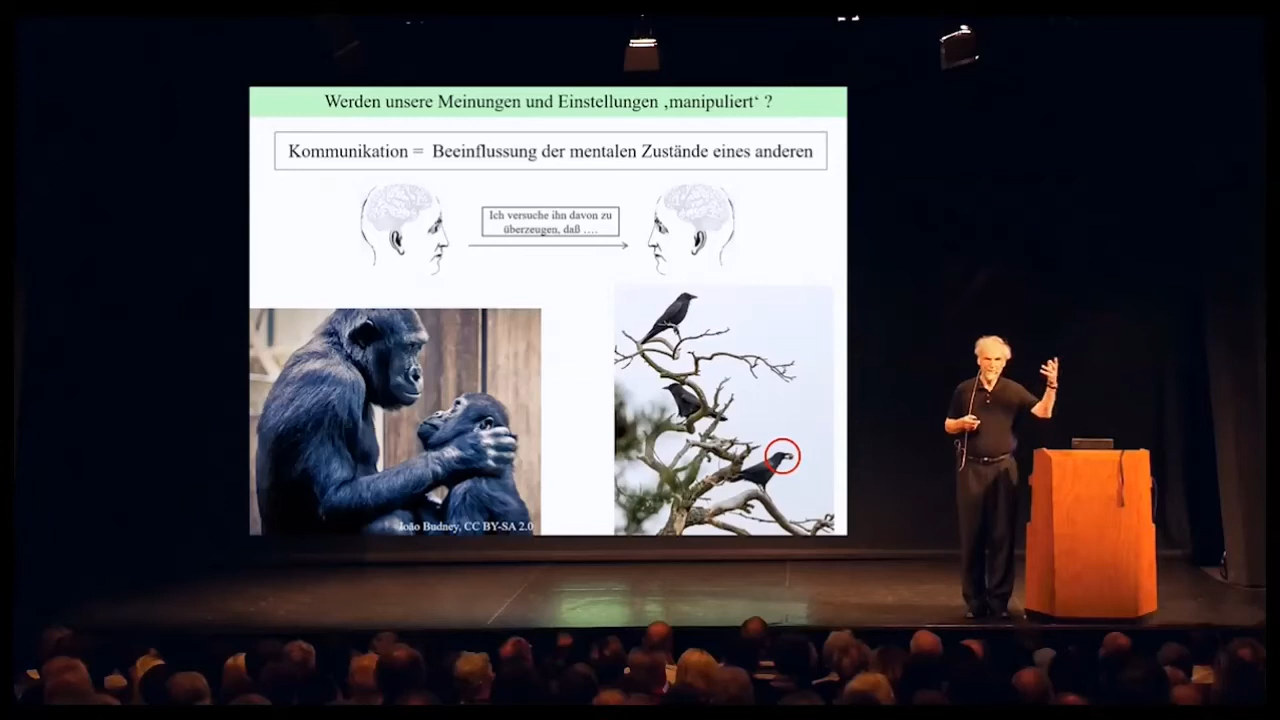 Werden unsere Meinungen und Einstellungen ‚manipuliert‘ ?
Kommunikation = Beeinflussung der mentalen Zustände eines anderen
Ich versuche ihn davon zu
überzeugen, daß ….
João Budney, CC BY-SA 2.0